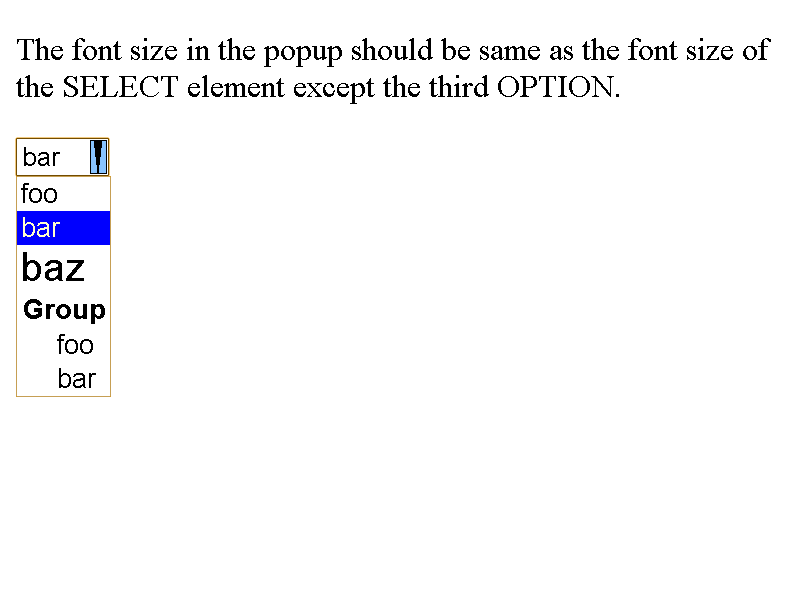 The font size in the popup should be same as the font size of
the SELECT element except the third OPTION.
bar
foo
bar
baz
Group
foo
bar